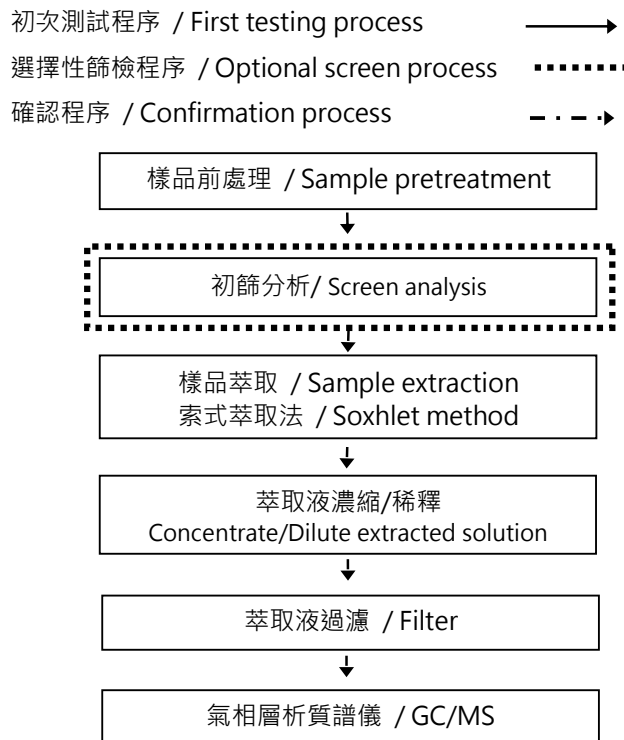 初次測試程序 / First testing process
選擇性篩檢程序 / Optional screen process
確認程序 / Confirmation process
樣品前處理 / Sample pretreatment
初篩分析/ Screen analysis
樣品萃取 / Sample extraction
索式萃取法 / Soxhlet method
萃取液濃縮/稀釋
Concentrate/Dilute extracted solution
萃取液過濾 / Filter
氣相層析質譜儀 / GC/MS